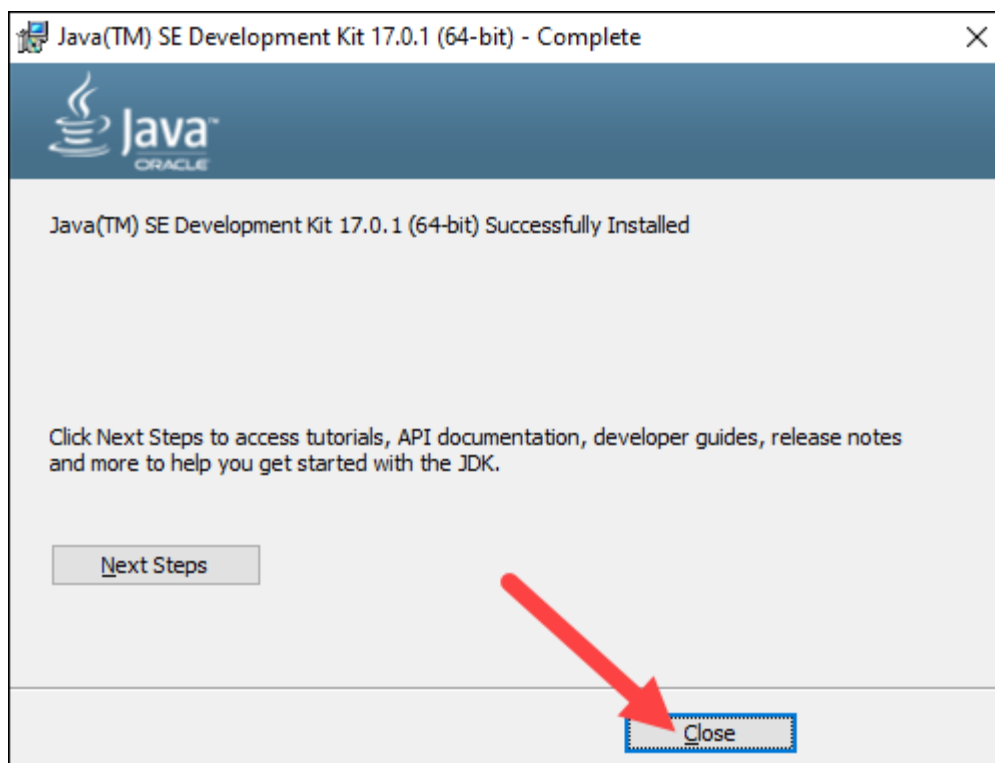 Java(TM) SE Development Kit 17.0.1 (64-bit) - Complete
Java™
ORACLE
Java(TM) SE Development Kit 17.0.1 (64-bit) Successfully Installed
Click Next Steps to access tutorials, API documentation, developer guides, release notes
and more to help you get started with the JDK.
Next Steps
Close